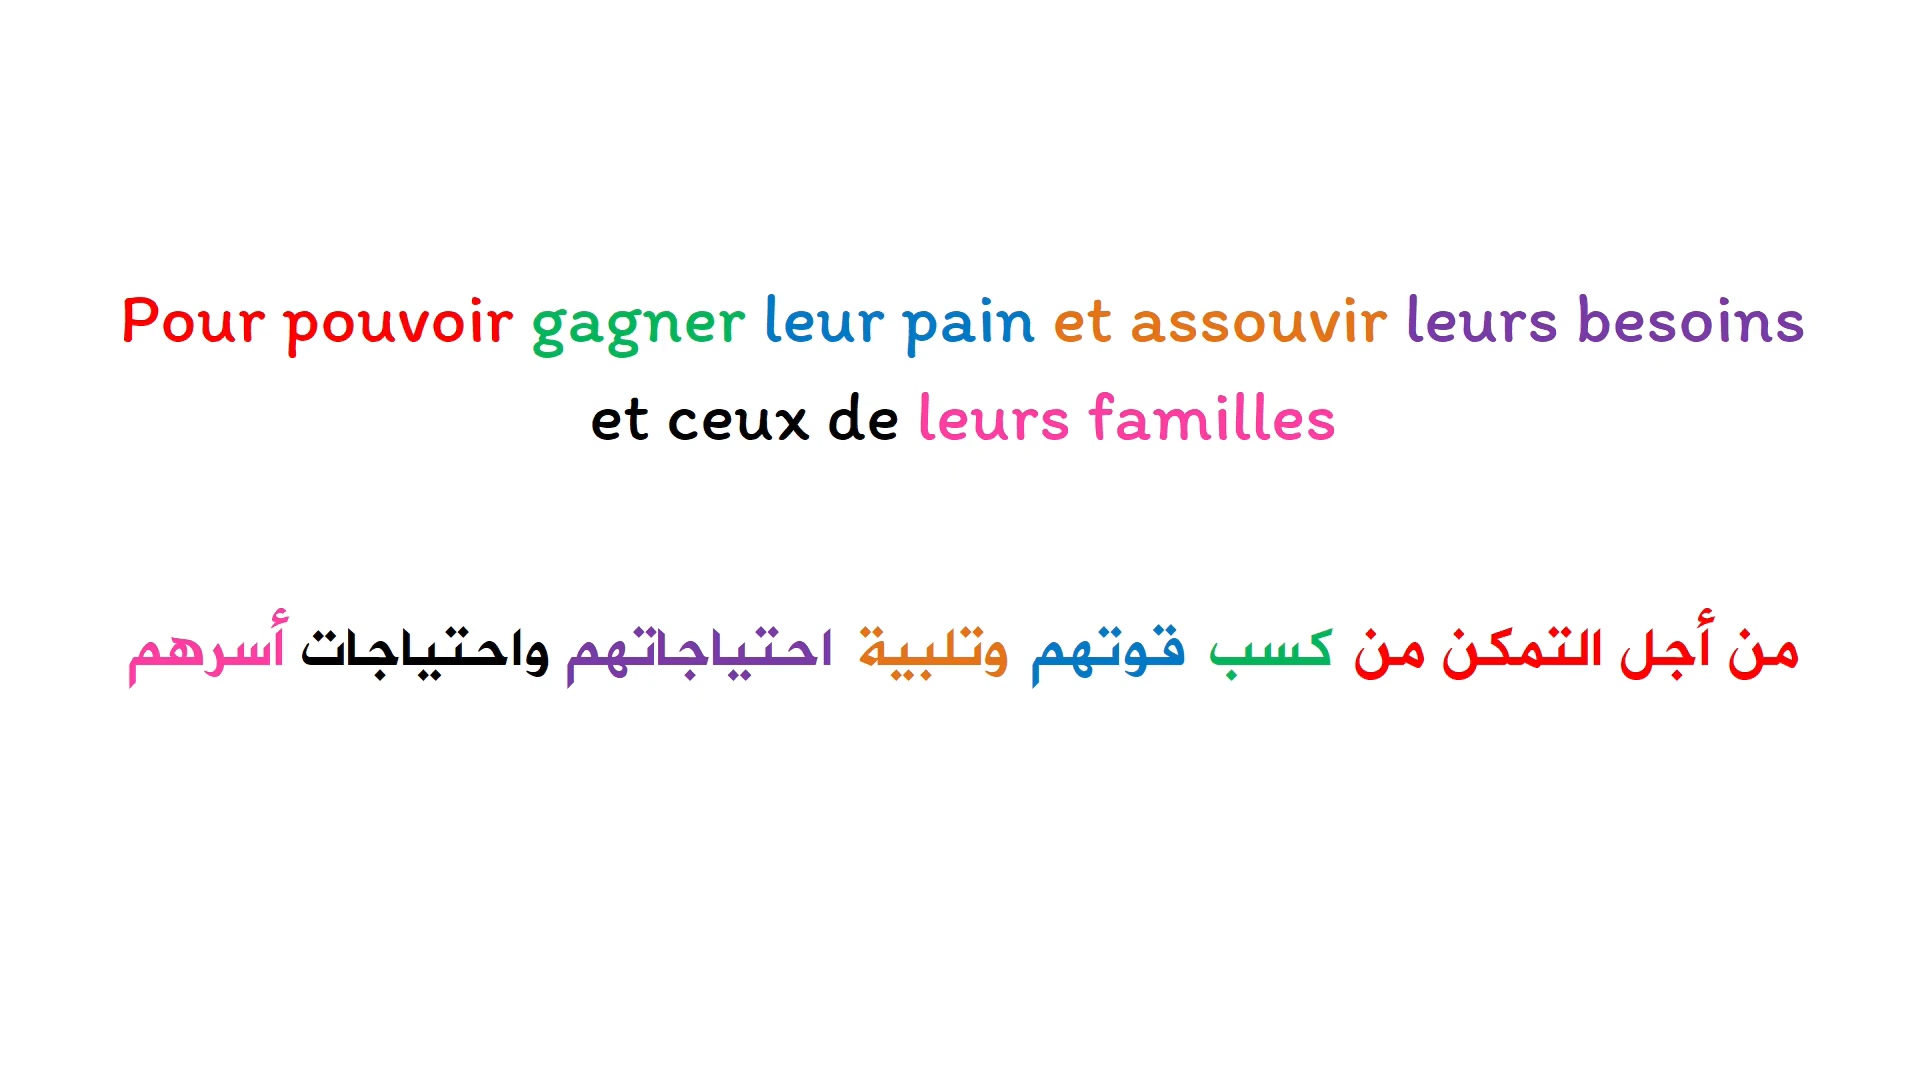 Pour pouvoir gagner leur pain et assouvir leurs besoins
et ceux de leurs familles
من أجل التمكن من كسب قوتهم وتلبية احتياجاتهم واحتياجات أسرهم